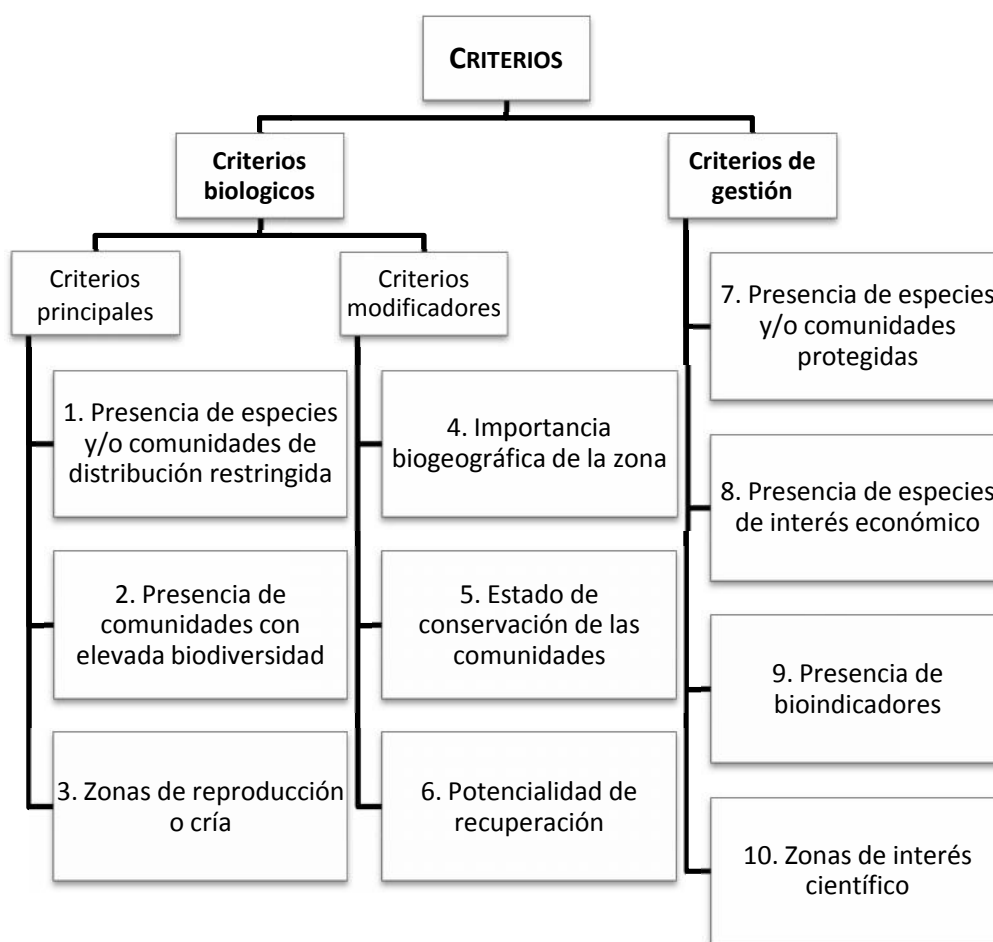 CRITERIOS
Criterios
biologicos
Criterios de
gestión
Criterios
principales
Criterios
modificadores
1. Presencia de especies
y/o comunidades de
distribución restringida
2. Presencia de
comunidades con
elevada biodiversidad
3. Zonas de reproducción
o cría
4. Importancia
biogeográfica de la zona
5. Estado de
conservación de las
comunidades
6. Potencialidad de
recuperación
7. Presencia de especies
y/o comunidades
protegidas
8. Presencia de especies
de interés económico
9. Presencia de
bioindicadores
10. Zonas de interés
científico